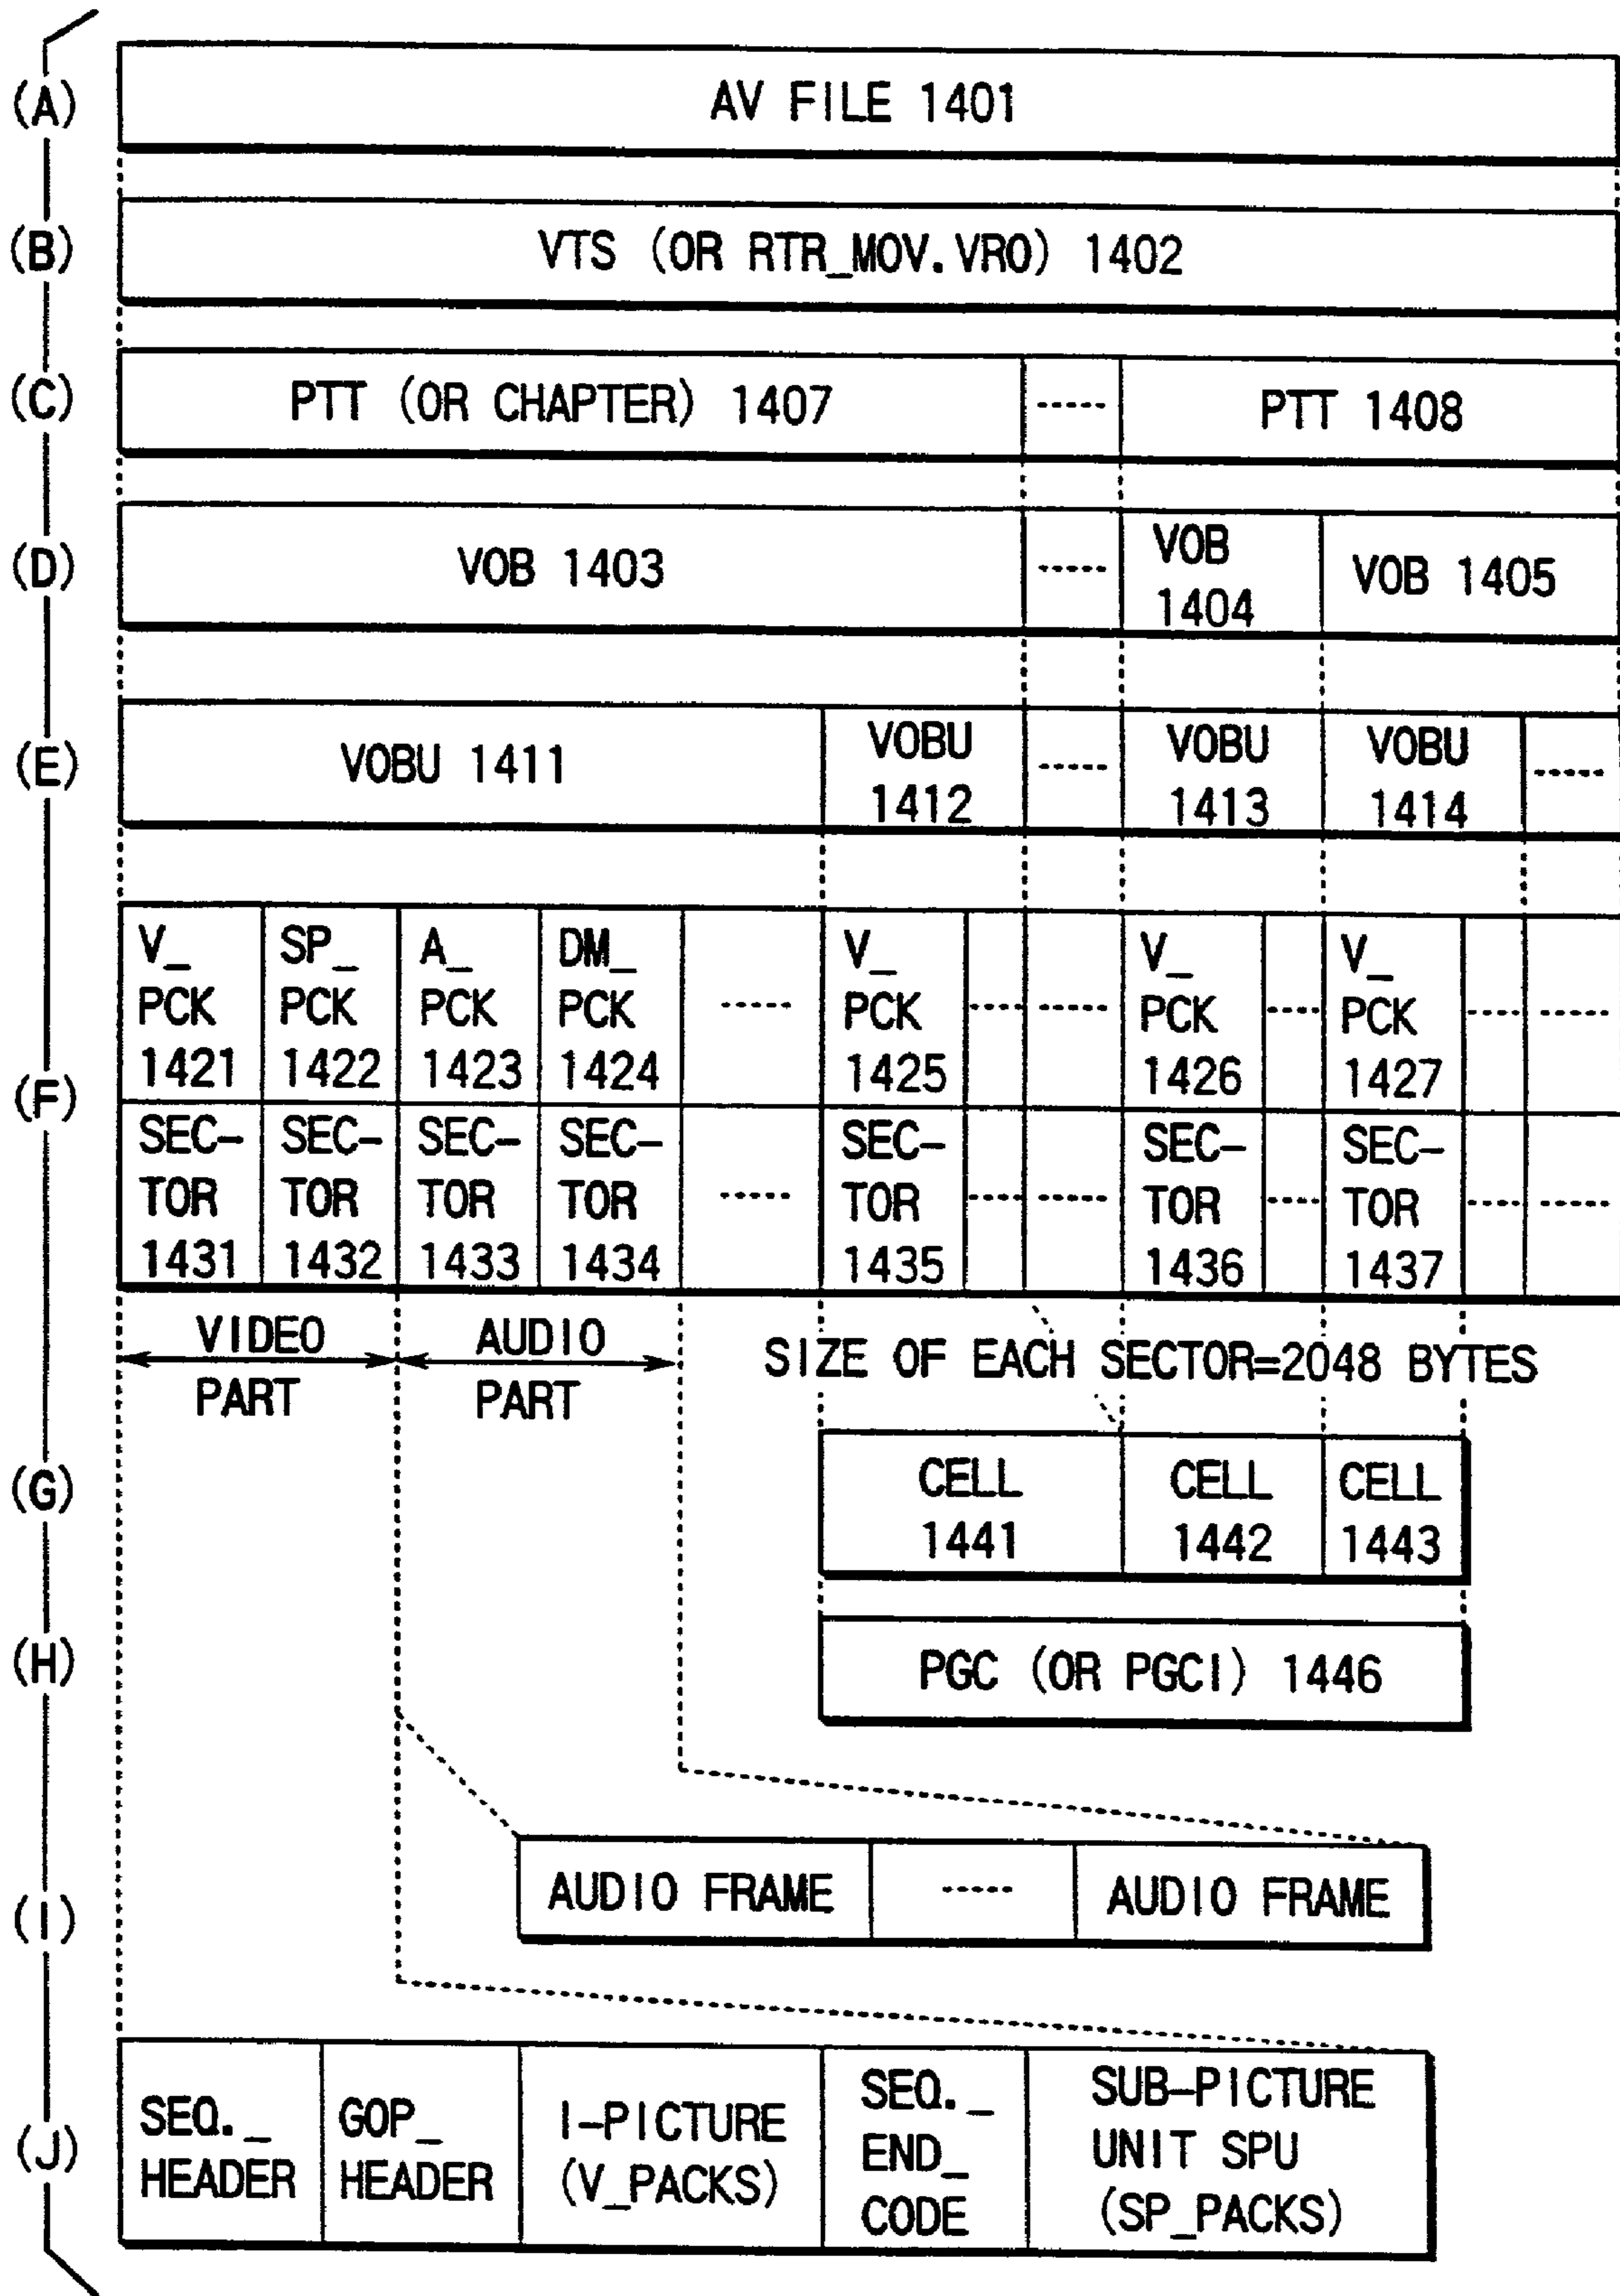 (A)
AV FILE 1401
(B)
VTS (OR RTR_MOV.VRO) 1402
(C)
PTT (OR CHAPTER) 1407
-----
PTT 1408
(D)
VOB 1403
-----
VOB
1404
VOB 1405
(E)
VOBU 1411
VOBU
1412
-----
VOBU
1413
VOBU
1414
-----
(F)
V_
PCK
1421
SP_
PCK
1422
A_
PCK
1423
DM_
PCK
1424
-----
V_
PCK
1425
-----
-----
V_
PCK
1426
-----
V_
PCK
1427
-----
-----
SEC-
TOR
1431
SEC-
TOR
1432
SEC-
TOR
1433
SEC-
TOR
1434
-----
SEC-
TOR
1435
-----
-----
SEC-
TOR
1436
-----
SEC-
TOR
1437
-----
-----
VIDEO
PART
AUDIO
PART
SIZE OF EACH SECTOR=2048 BYTES
(G)
CELL
1441
CELL
1442
CELL
1443
(H)
PGC (OR PGCI) 1446
(I)
AUDIO FRAME
-----
AUDIO FRAME
(J)
SEQ._
HEADER
GOP_
HEADER
I-PICTURE
(V_PACKS)
SEQ._
END_
CODE
SUB-PICTURE
UNIT SPU
(SP_PACKS)